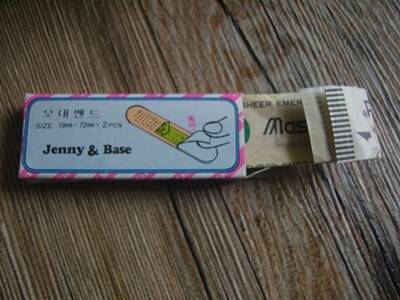 오 대 밴 드
SIZE 19mm × 72mm × 2 PCS
Jenny & Base
SHEER EMER
Mas